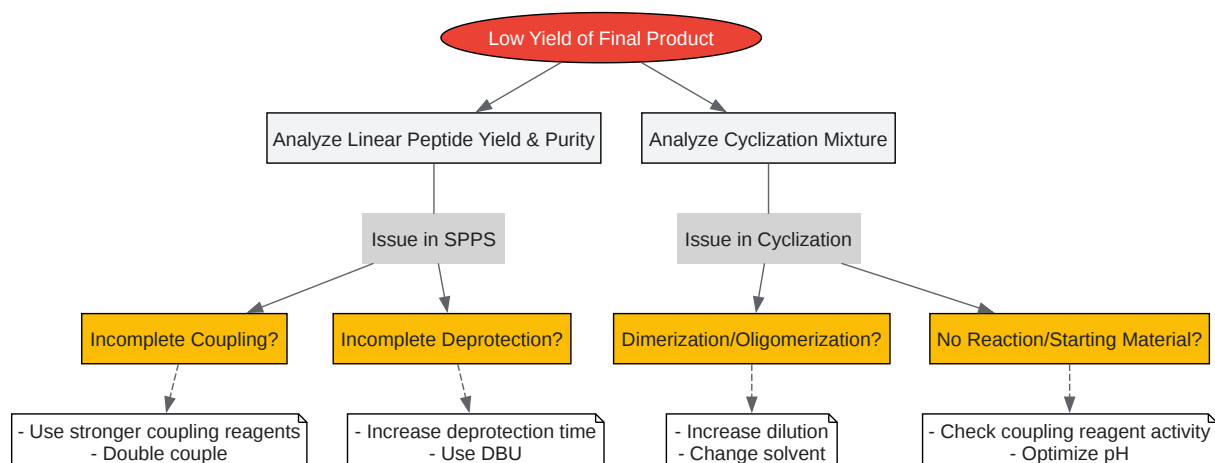 Low Yield of Final Product
Analyze Linear Peptide Yield & Purity
Analyze Cyclization Mixture
Issue in SPPS
Issue in Cyclization
Incomplete Coupling?
Incomplete Deprotection?
Dimerization/Oligomerization?
No Reaction/Starting Material?
- Use stronger coupling reagents
- Double couple
- Increase deprotection time
- Use DBU
- Increase dilution
- Change solvent
- Check coupling reagent activity
- Optimize pH